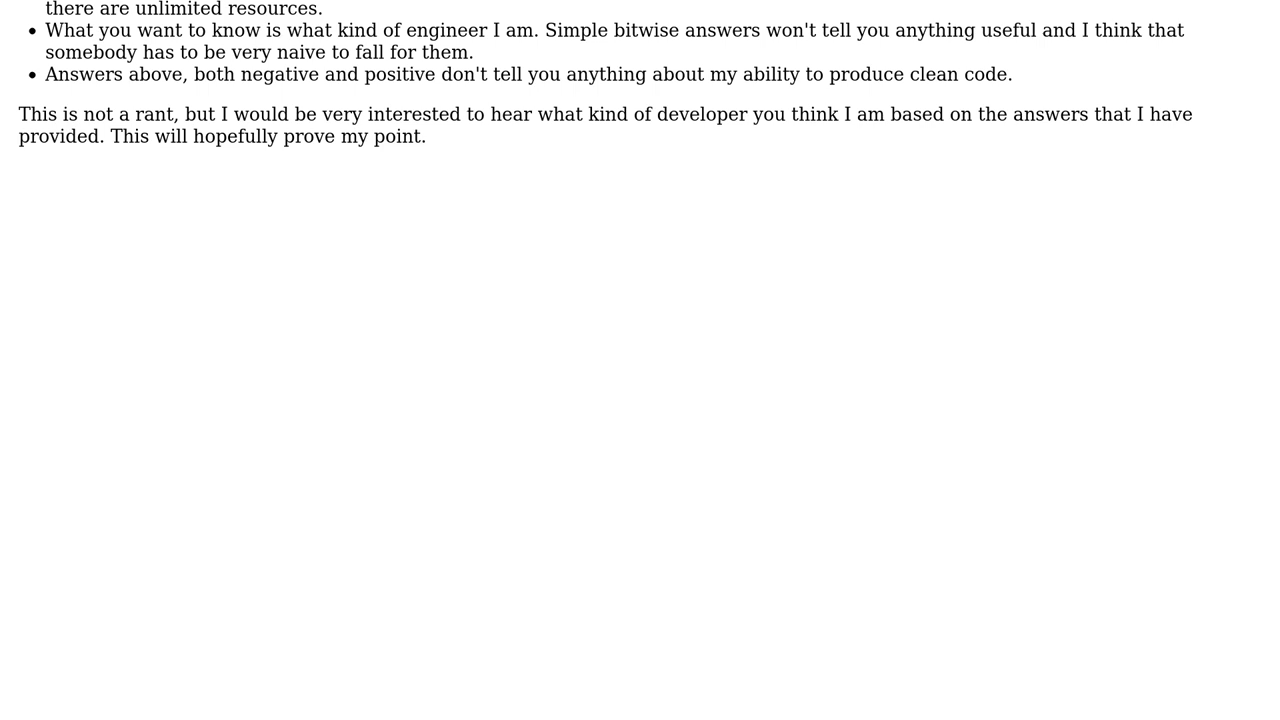 there are unlimited resources.
• What you want to know is what kind of engineer I am. Simple bitwise answers won't tell you anything useful and I think that
somebody has to be very naive to fall for them.
• Answers above, both negative and positive don't tell you anything about my ability to produce clean code.
This is not a rant, but I would be very interested to hear what kind of developer you think I am based on the answers that I have
provided. This will hopefully prove my point.